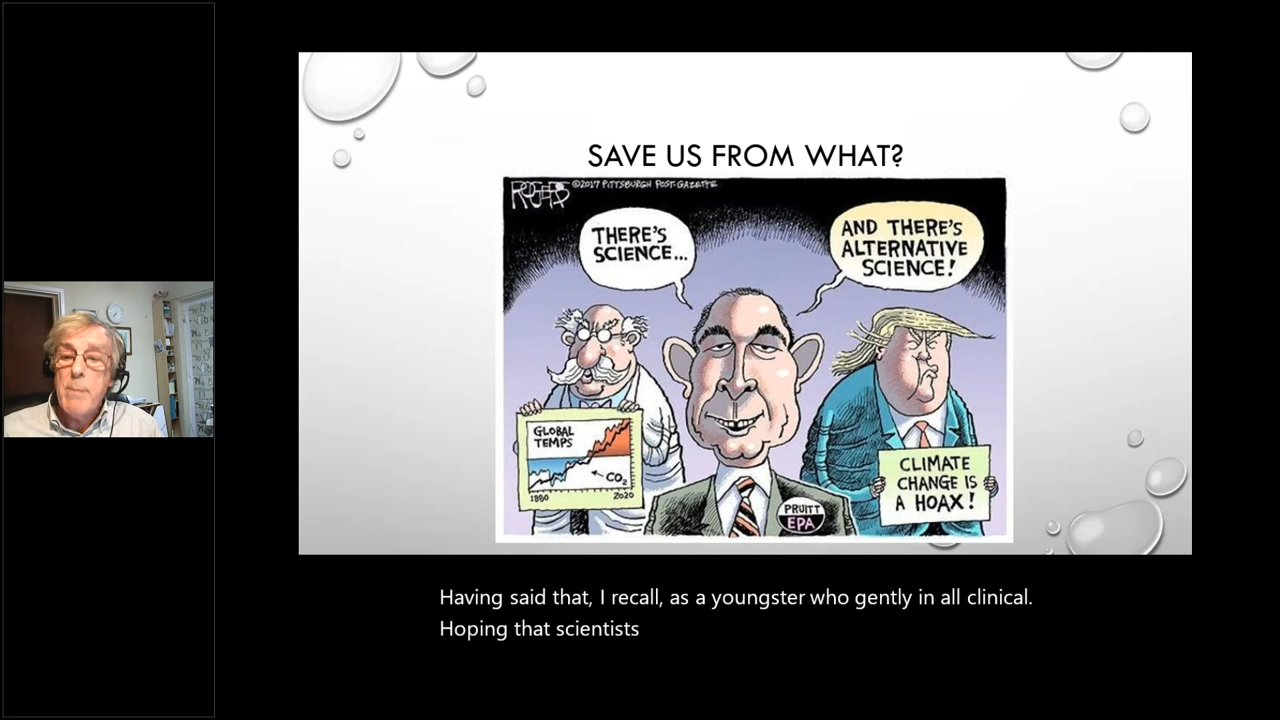 SAVE US FROM WHAT?
ROGERS ©2017 PITTSBURGH POST-GAZETTE
THERE'S
SCIENCE...
AND THERE'S
ALTERNATIVE
SCIENCE!
GLOBAL
TEMPS
CO2
1880
2020
PRUITT
EPA
CLIMATE
CHANGE IS
A HOAX!
Having said that, I recall, as a youngster who gently in all clinical.
Hoping that scientists